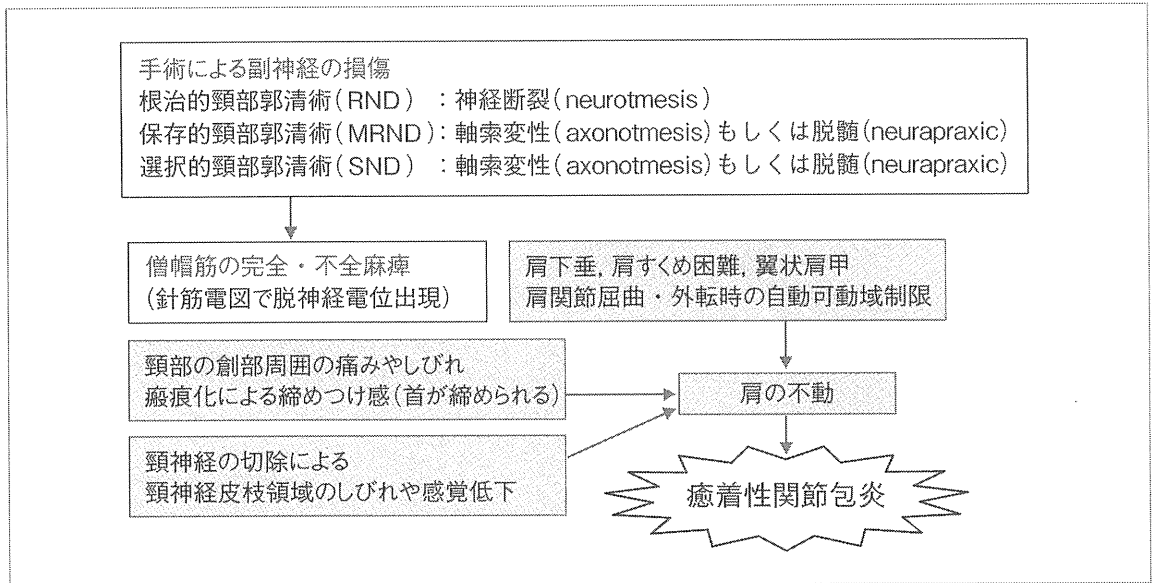 手術による副神経の損傷
根治的頸部郭清術(RND) :神経断裂(neurotmesis)
保存的頸部郭清術(MRND):軸索変性(axonotmesis)もしくは脱髄(neurapraxic)
選択的頸部郭清術(SND) :軸索変性(axonotmesis)もしくは脱髄(neurapraxic)
僧帽筋の完全・不全麻痺
(針筋電図で脱神経電位出現)
肩下垂, 肩すくめ困難, 翼状肩甲
肩関節屈曲・外転時の自動可動域制限
頸部の創部周囲の痛みやしびれ
瘢痕化による締めつけ感(首が締められる)
肩の不動
頸神経の切除による
頸神経皮枝領域のしびれや感覚低下
癒着性関節包炎